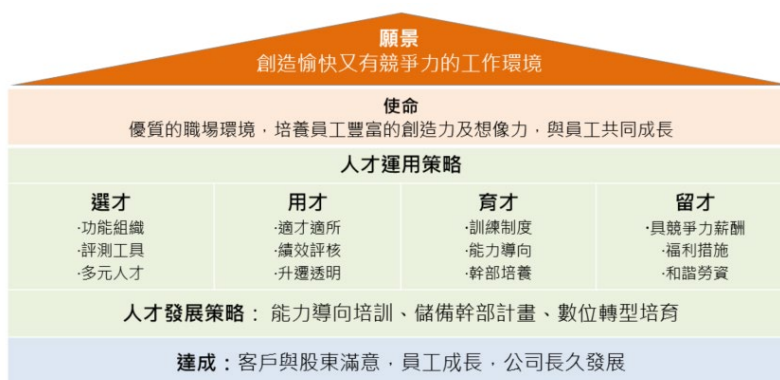 願景
創造愉快又有競爭力的工作環境
使命
優質的職場環境，培養員工豐富的創造力及想像力，與員工共同成長
人才運用策略
選才
·功能組織
·評測工具
·多元人才
用才
·適才適所
·績效評核
·升遷透明
育才
·訓練制度
·能力導向
·幹部培養
留才
·具競爭力薪酬
·福利措施
·和諧勞資
人才發展策略：能力導向培訓、儲備幹部計畫、數位轉型培育
達成：客戶與股東滿意，員工成長，公司長久發展